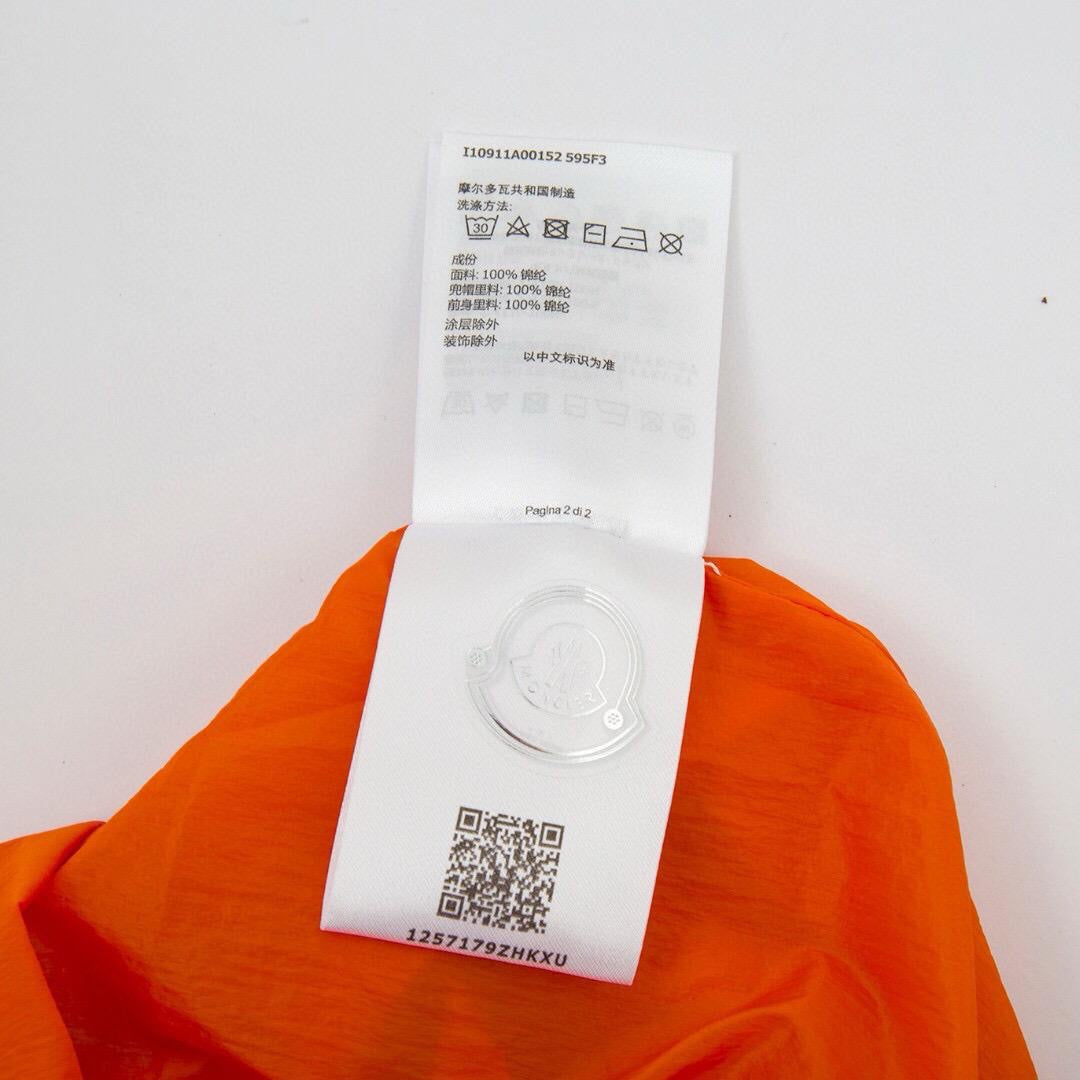 I10911A00152 595F3
摩尔多瓦共和国制造
洗涤方法:
30
成份
面料: 100% 锦纶
兜帽里料: 100% 锦纶
前身里料: 100% 锦纶
涂层除外
装饰除外
以中文标识为准
Pagina 2 di 2
MONCLER
1257179ZHKXU